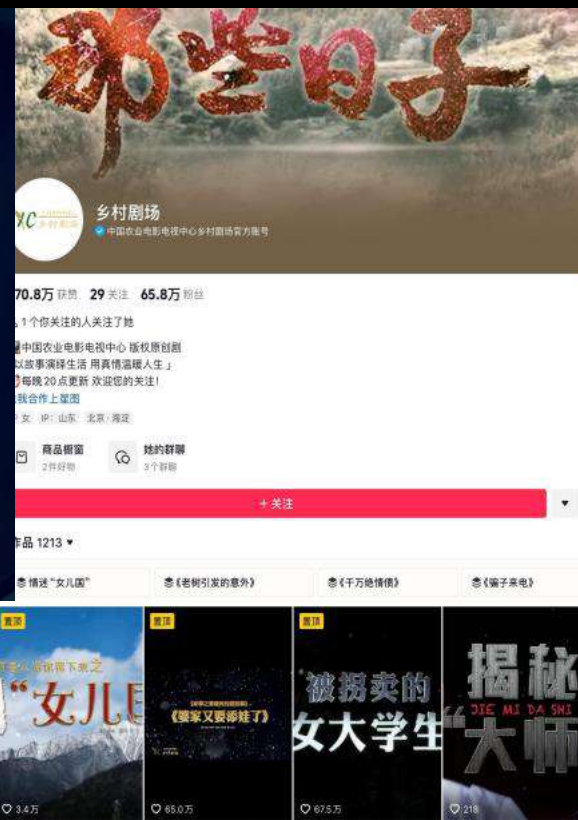 那些日子
XC
乡村剧场
乡村剧场
中国农业电影电视中心乡村剧场官方账号
70.8万 获赞 29 关注 65.8万 粉丝
1 个你关注的人关注了她
中国农业电影电视中心 版权原创剧
以故事演绎生活 用真情温暖人生 」
每晚20点更新 欢迎您的关注!
我合作上星图
女 IP: 山东 北京·海淀
商品橱窗
2件好物
她的群聊
3个群聊
+ 关注
作品 1213
情迷“女儿国”
《老树引发的意外》
《千万绝情债》
《骗子来电》
置顶
置顶
置顶
“女儿国
《婆家又要添娃了》
被拐卖的
女大学生
揭秘
JIE MI DA SHI
“大师
3.4万
65.0万
67.5万
218